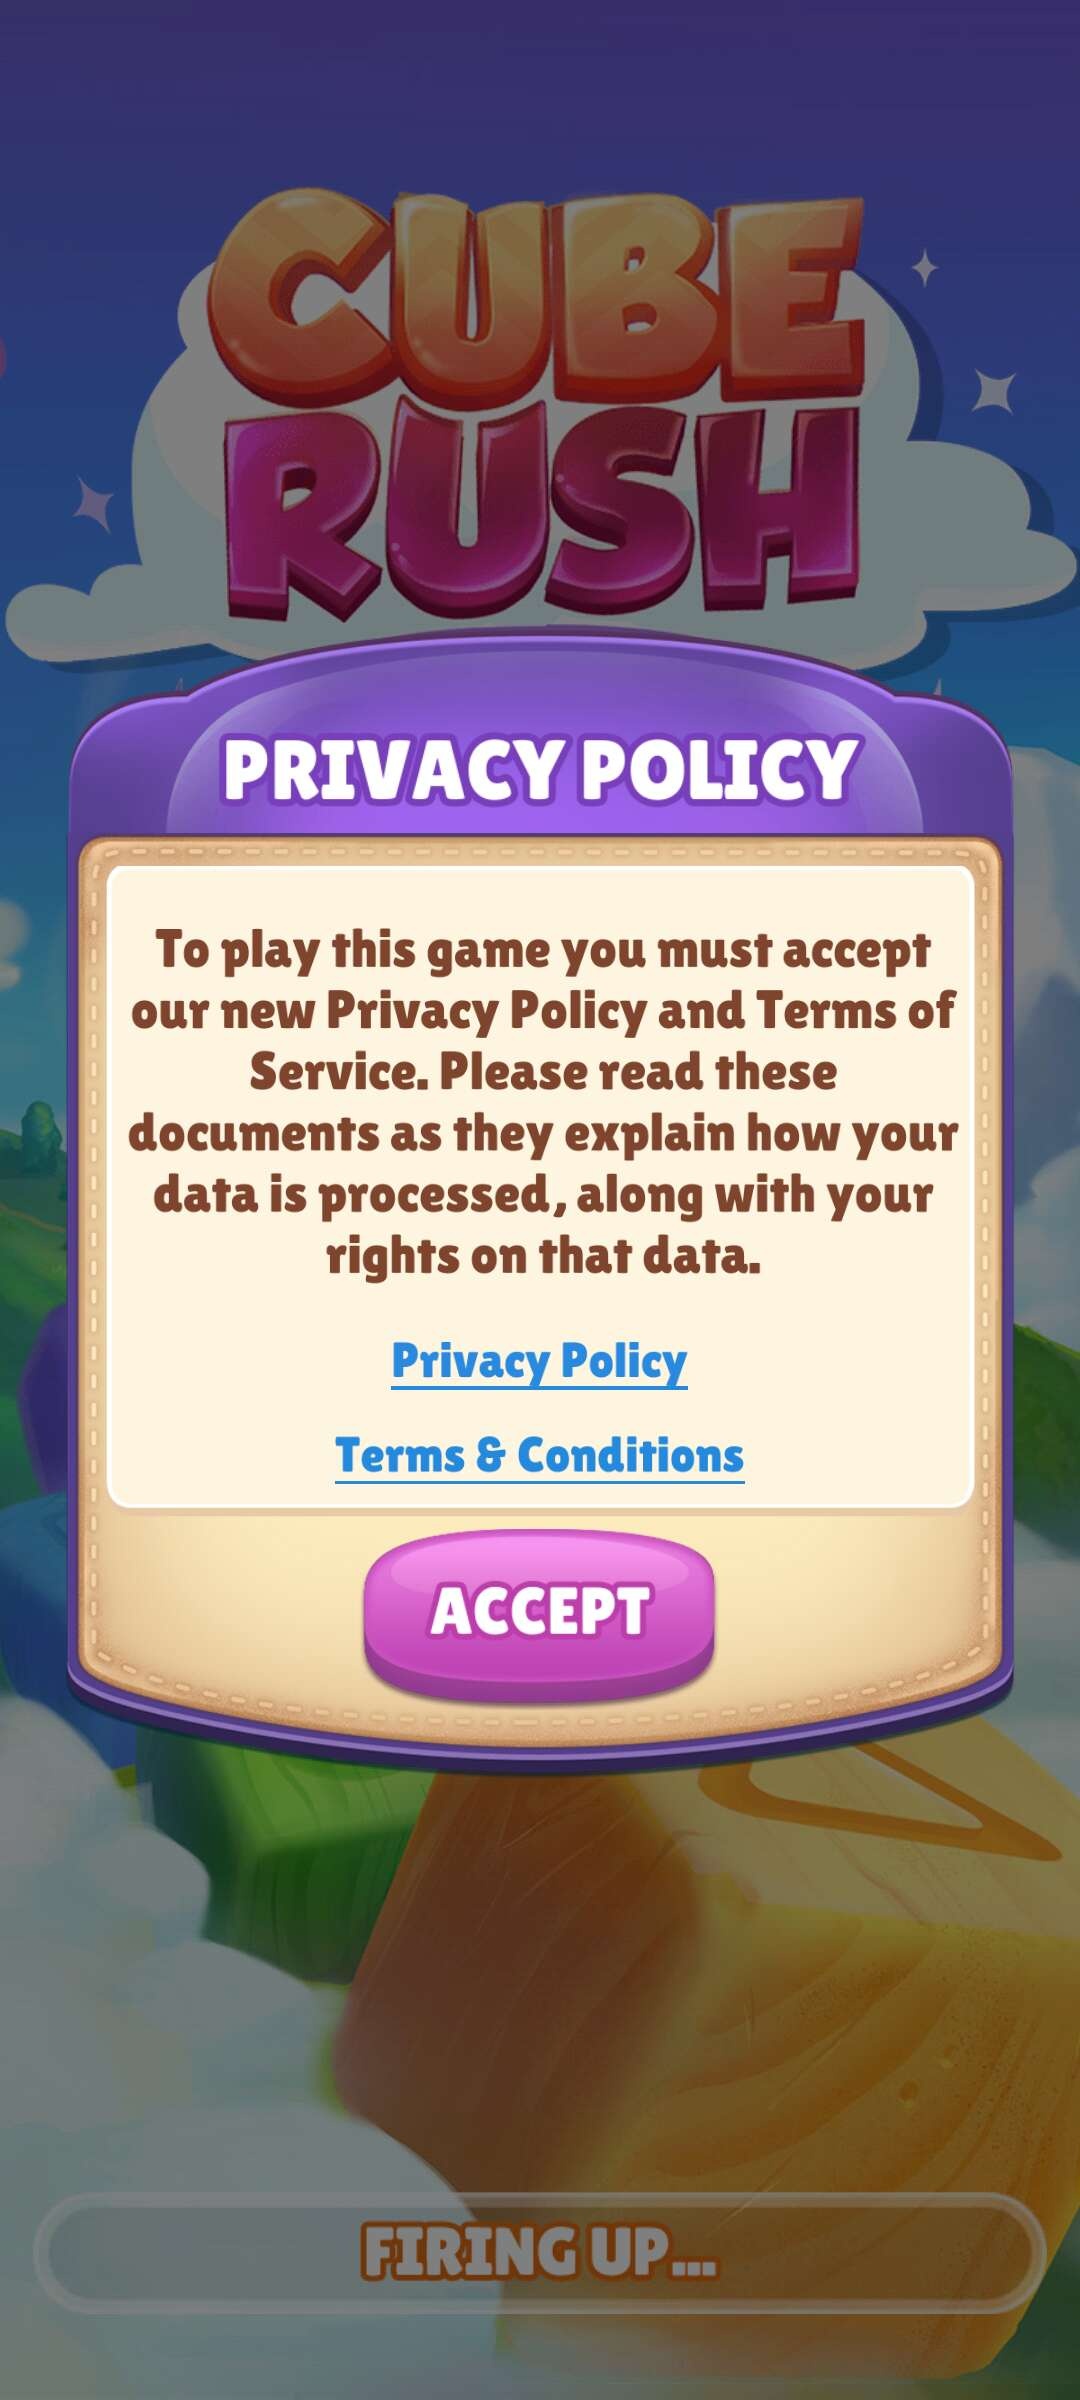 CUBE
RUSH
PRIVACY POLICY
To play this game you must accept
our new Privacy Policy and Terms of
Service. Please read these
documents as they explain how your
data is processed, along with your
rights on that data.
Privacy Policy
Terms & Conditions
ACCEPT
FIRING UP...